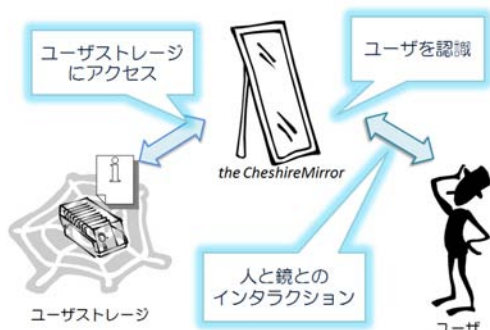 ユーザストレージ
にアクセス
ユーザを認識
the CheshireMirror
i
人と鏡との
インタラクション
ユーザストレージ
ユーザ